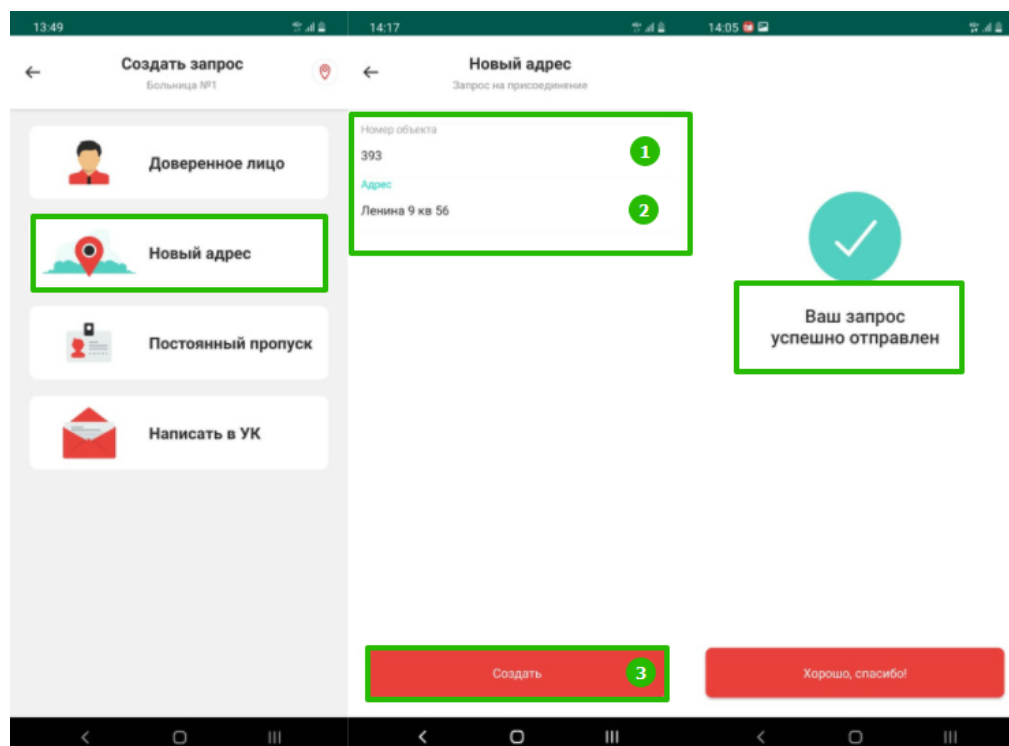 13:49
Создать запрос
Больница №1
Доверенное лицо
Новый адрес
Постоянный пропуск
Написать в УК
14:17
Новый адрес
Запрос на присоединение
Номер объекта
393
1
Адрес
Ленина 9 кв 56
2
Создать
3
14:05
Ваш запрос
успешно отправлен
Хорошо, спасибо!